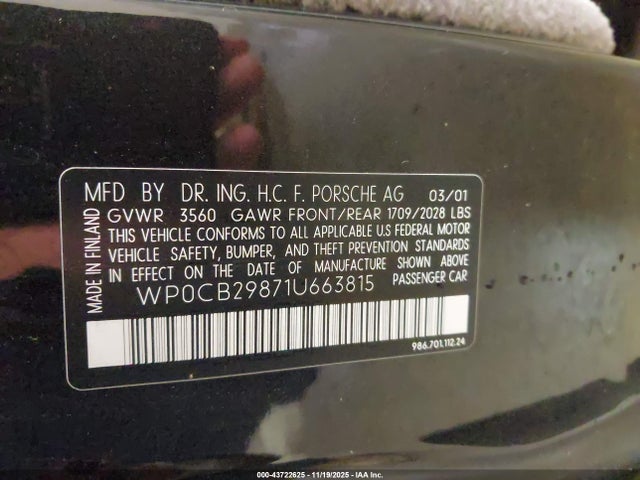 MFD BY DR. ING. H.C. F. PORSCHE AG 03/01
GVWR 3560 GAWR FRONT/REAR 1709/2028 LBS
THIS VEHICLE CONFORMS TO ALL APPLICABLE U.S FEDERAL MOTOR
VEHICLE SAFETY, BUMPER, AND THEFT PREVENTION STANDARDS
IN EFFECT ON THE DATE OF MANUFACTURE SHOWN ABOVE
WP0CB29871U663815 PASSENGER CAR
MADE IN FINLAND
986.701.112.24
000-43722625 - 11/19/2025 - IAA Inc.